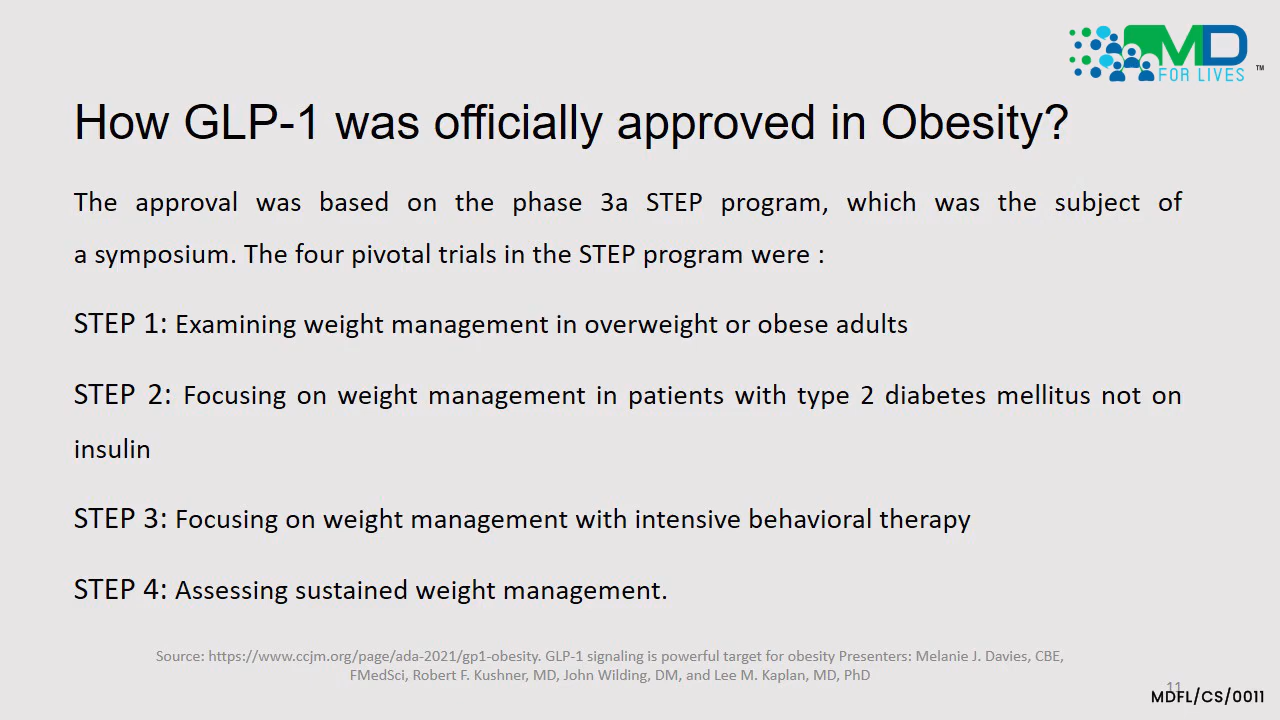 MD
FOR LIVES
TM
How GLP-1 was officially approved in Obesity?
The approval was based on the phase 3a STEP program, which was the subject of
a symposium. The four pivotal trials in the STEP program were :
STEP 1: Examining weight management in overweight or obese adults
STEP 2: Focusing on weight management in patients with type 2 diabetes mellitus not on
insulin
STEP 3: Focusing on weight management with intensive behavioral therapy
STEP 4: Assessing sustained weight management.
Source: https://www.ccjm.org/page/ada-2021/gp1-obesity. GLP-1 signaling is powerful target for obesity Presenters: Melanie J. Davies, CBE,
FMedSci, Robert F. Kushner, MD, John Wilding, DM, and Lee M. Kaplan, MD, PhD
11
MDFL/CS/0011